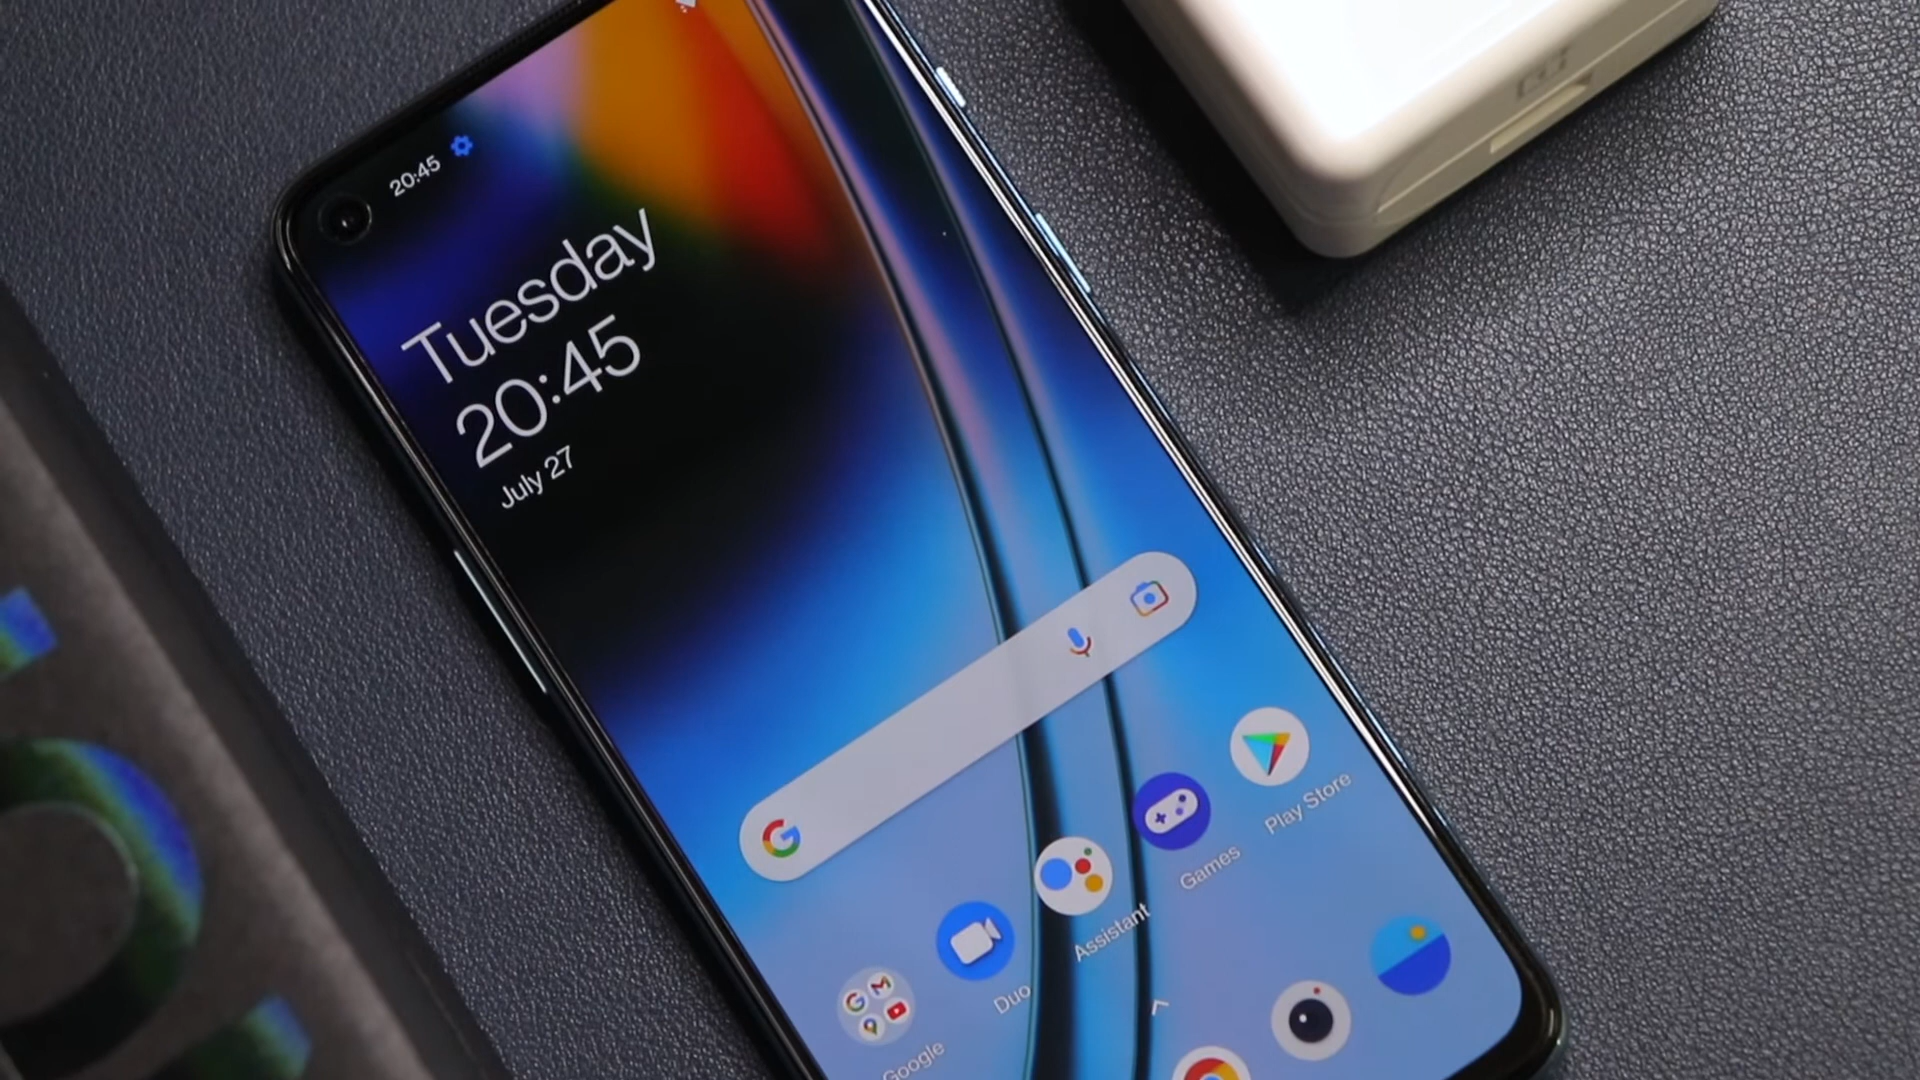 20:45
Tuesday
20:45
July 27
Play Store
Games
Assistant
Duo
Google